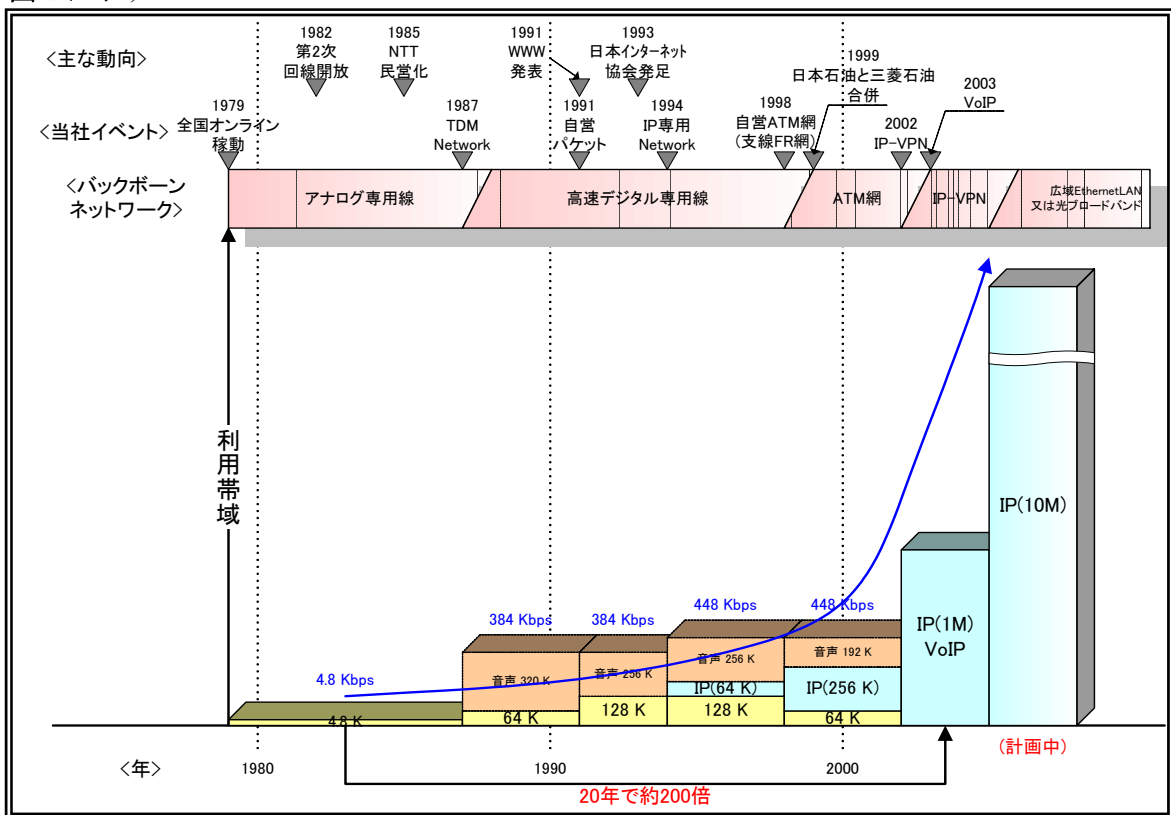 <主な動向>
1982
第2次
回線開放
1985
NTT
民営化
1991
WWW
発表
1993
日本インターネット
協会発足
<当社イベント>
1979
全国オンライン
稼動
1987
TDM
Network
1991
自営
パケット
1994
IP専用
Network
1998
自営ATM網
(支線FR網)
1999
日本石油と三菱石油
合併
2002
IP-VPN
2003
VoIP
<バックボーン
ネットワーク>
アナログ専用線
高速デジタル専用線
ATM網
IP-VPN
広域EthernetLAN
又は光ブロードバンド
利用帯域
4.8 Kbps
384 Kbps
384 Kbps
448 Kbps
448 Kbps
4.8 K
音声 320 K
64 K
音声 256 K
128 K
音声 256 K
IP(64 K)
128 K
音声 192 K
IP(256 K)
64 K
IP(1M)
VoIP
IP(10M)
(計画中)
<年>
1980
1990
2000
20年で約200倍